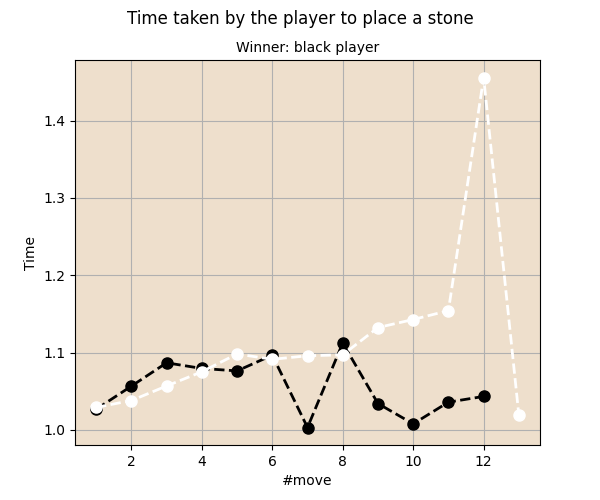 Time taken by the player to place a stone
Winner: black player
1.4
1.3
1.2
1.1
1.0
Time
2 4 6 8 10 12
#move